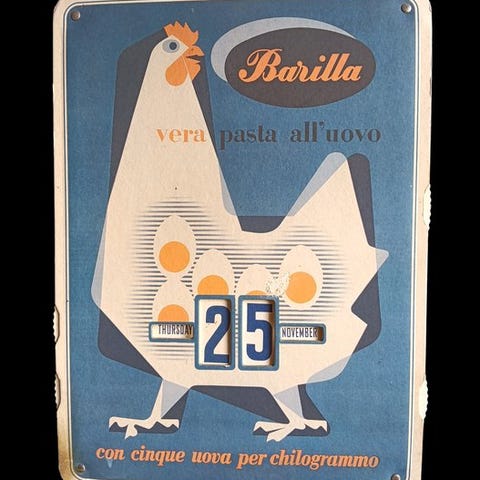 Barilla
vera pasta all'uovo
THURSDAY 25 NOVEMBER
con cinque uova per chilogrammo